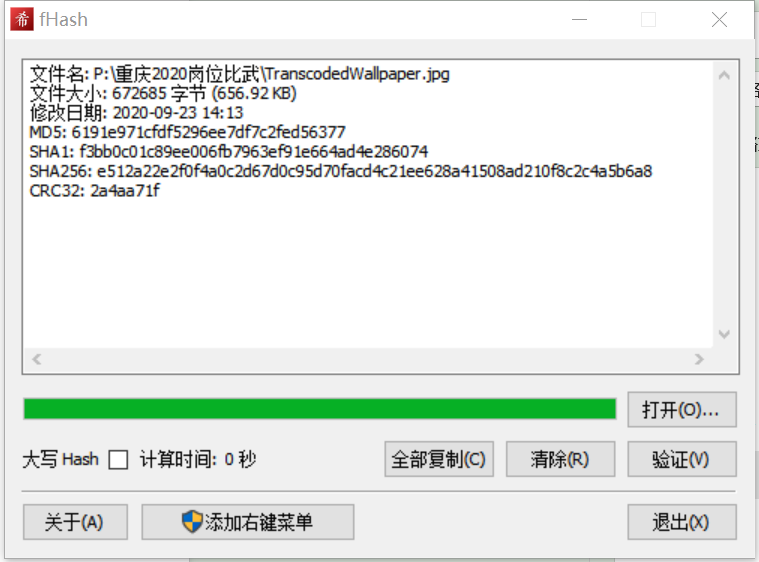 希 fHash
文件名: P:\重庆2020岗位比武\TranscodedWallpaper.jpg
文件大小: 672685 字节 (656.92 KB)
修改日期: 2020-09-23 14:13
MD5: 6191e971cfdf5296ee7df7c2fed56377
SHA1: f3bb0c01c89ee006fb7963ef91e664ad4e286074
SHA256: e512a22e2f0f4a0c2d67d0c95d70facd4c21ee628a41508ad210f8c2c4a5b6a8
CRC32: 2a4aa71f
打开(O)...
大写 Hash 计算时间: 0 秒 全部复制(C) 清除(R) 验证(V)
关于(A) 添加右键菜单 退出(X)